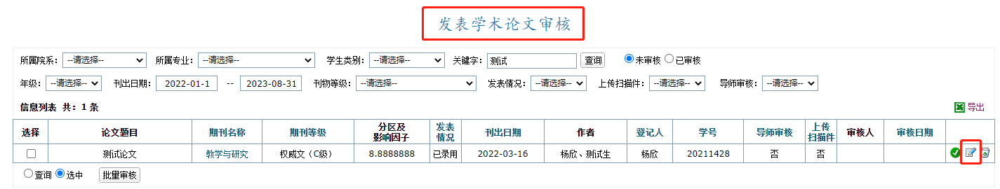 发表学术论文审核
所属院系: --请选择-- 所属专业: --请选择-- 学生类别: --请选择-- 关键字: 测试 查询 未审核 已审核
年级: --请选择-- 刊出日期: 2022-01-1 -- 2023-08-31 刊物等级: --请选择-- 发表情况: --请选择-- 上传扫描件: --请选择-- 导师审核: --请选择--
信息列表 共: 1 条 导出
选择 论文题目 期刊名称 期刊等级 分区及影响因子 发表情况 刊出日期 作者 登记人 学号 导师审核 上传扫描件 审核人 审核日期
测试论文 教学与研究 权威文（C级） 8.8888888 已录用 2022-03-16 杨欣、测试生 杨欣 20211428 否 否
查询 选中 批量审核